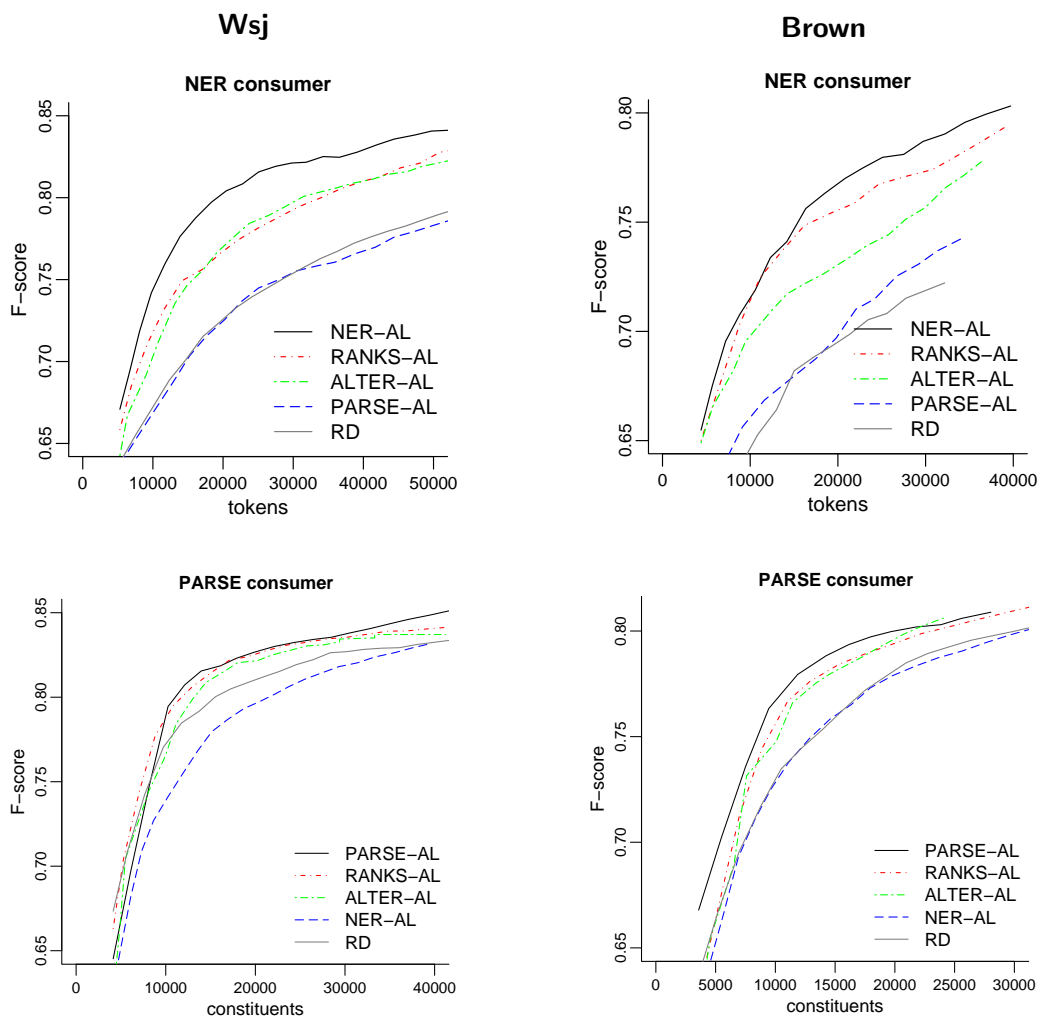 Wsj
Brown
NER consumer
F−score
0.85
0.80
0.75
0.70
0.65
NER−AL
RANKS−AL
ALTER−AL
PARSE−AL
RD
0 10000 20000 30000 40000 50000
tokens
NER consumer
F−score
0.80
0.75
0.70
0.65
NER−AL
RANKS−AL
ALTER−AL
PARSE−AL
RD
0 10000 20000 30000 40000
tokens
PARSE consumer
F−score
0.85
0.80
0.75
0.70
0.65
PARSE−AL
RANKS−AL
ALTER−AL
NER−AL
RD
0 10000 20000 30000 40000
constituents
PARSE consumer
F−score
0.80
0.75
0.70
0.65
PARSE−AL
RANKS−AL
ALTER−AL
NER−AL
RD
0 5000 10000 15000 20000 25000 30000
constituents